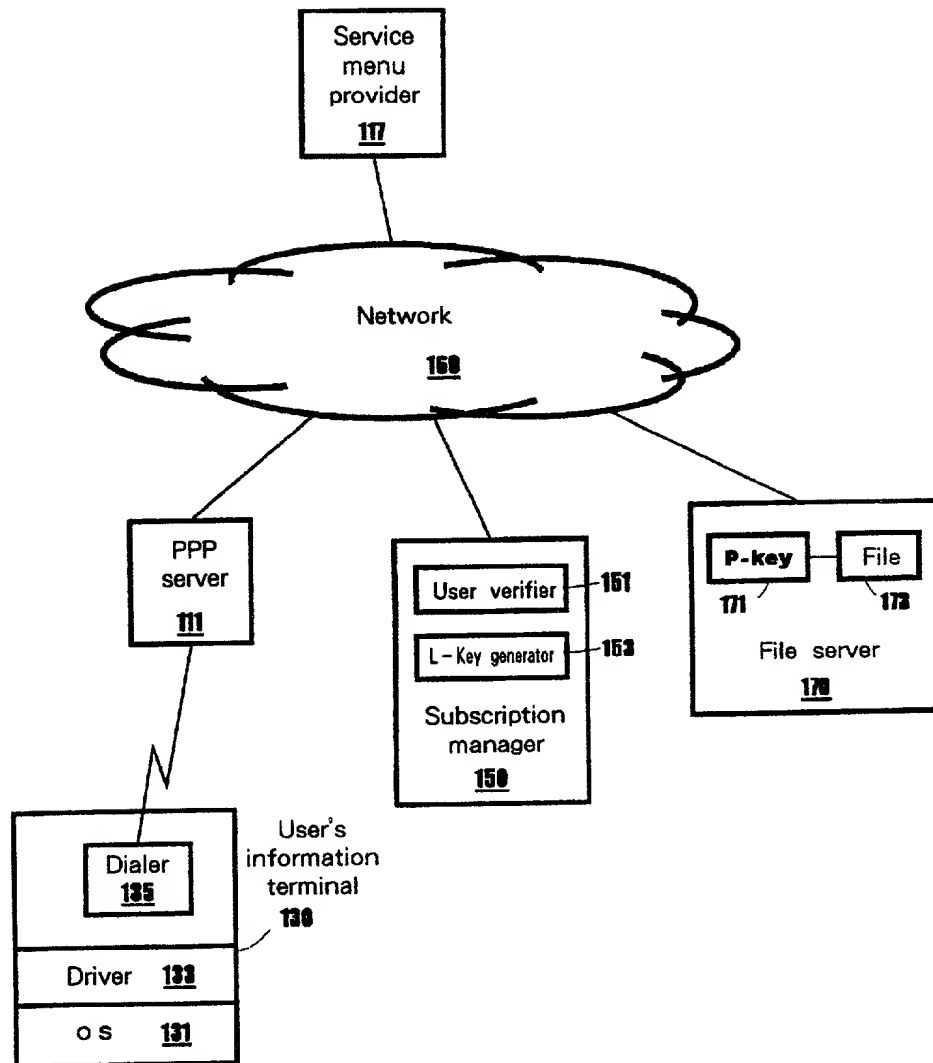 Service
menu
provider
117
Network
160
PPP
server
111
User verifier
151
L-Key generator
153
Subscription
manager
150
P-key
File
171
173
File server
170
Dialer
135
User's
information
terminal
130
Driver 133
OS 131